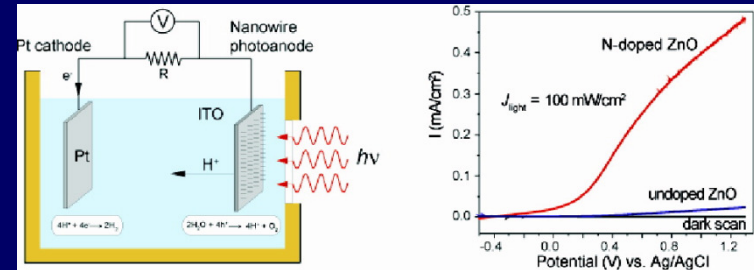 V
Pt cathode
Nanowire
photoanode
e⁻
R
ITO
Pt
H⁺
hν
4H⁺ + 4e⁻ → 2H₂
2H₂O + 4h⁺ → 4H⁺ + O₂
I (mA/cm²)
0.5
0.4
0.3
0.2
0.1
0.0
N-doped ZnO
J_light = 100 mW/cm²
undoped ZnO
dark scan
-0.4 0.0 0.4 0.8 1.2
Potential (V) vs. Ag/AgCl